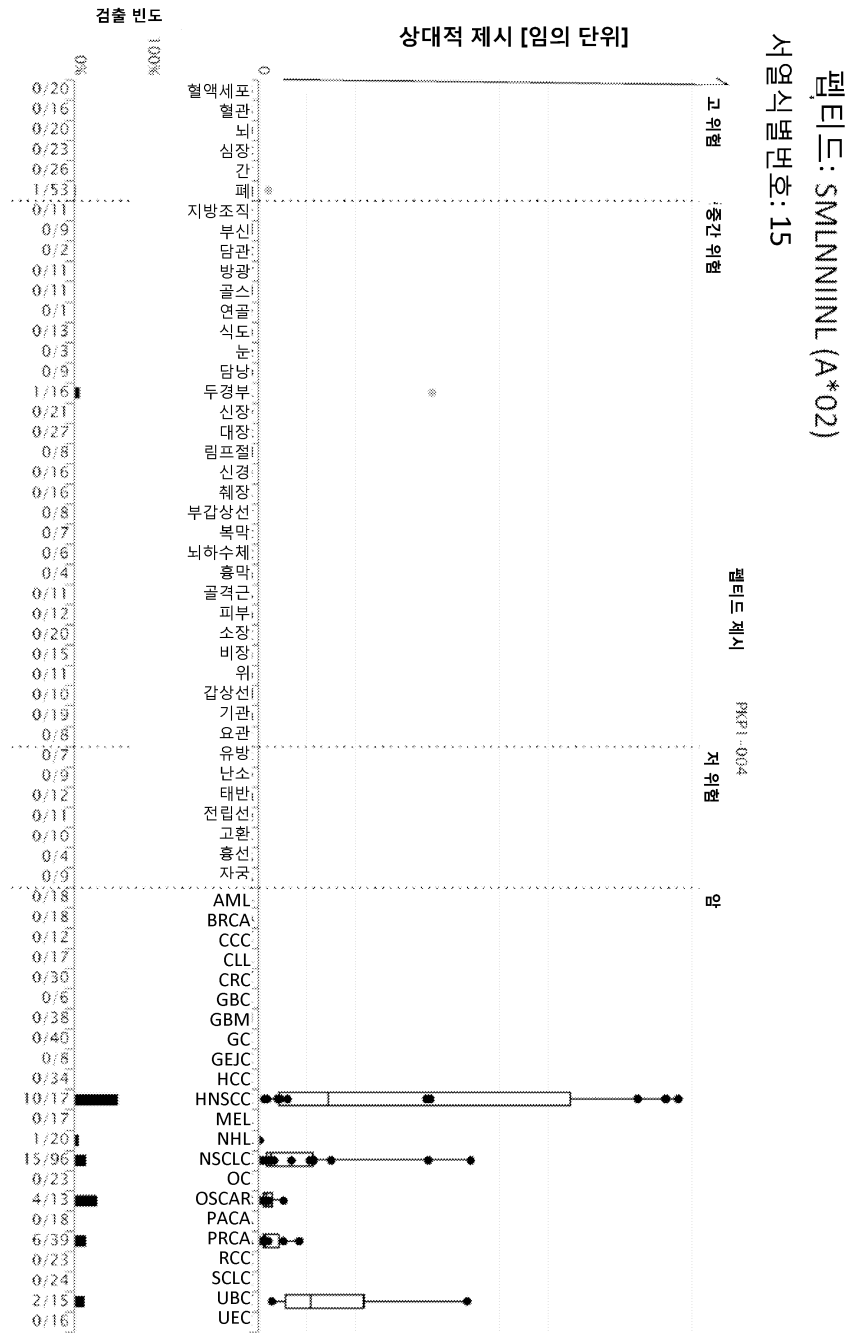 펩티드: SMLNNIINL (A*02)
서열식별번호: 15
펩티드 제시
PKP1-004
검출 빈도
상대적 제시 [임의 단위]
0% 100%
0
고 위험
0/20 혈액세포
0/16 혈관
0/20 뇌
0/23 심장
0/26 간
1/53 폐
중간 위험
0/11 지방조직
0/9 부신
0/2 담관
0/11 방광
0/11 골스
0/1 연골
0/13 식도
0/3 눈
0/9 담낭
1/16 두경부
0/21 신장
0/27 대장
0/8 림프절
0/16 신경
0/16 췌장
0/8 부갑상선
0/7 복막
0/6 뇌하수체
0/4 흉막
0/11 골격근
0/12 피부
0/20 소장
0/15 비장
0/11 위
0/10 갑상선
0/19 기관
0/8 요관
저 위험
0/7 유방
0/9 난소
0/12 태반
0/11 전립선
0/10 고환
0/4 흉선
0/9 자궁
암
0/18 AML
0/18 BRCA
0/12 CCC
0/17 CLL
0/30 CRC
0/6 GBC
0/38 GBM
0/40 GC
0/8 GEJC
0/34 HCC
10/17 HNSCC
0/17 MEL
1/20 NHL
15/96 NSCLC
0/23 OC
4/13 OSCAR
0/18 PACA
6/39 PRCA
0/23 RCC
0/24 SCLC
2/15 UBC
0/16 UEC